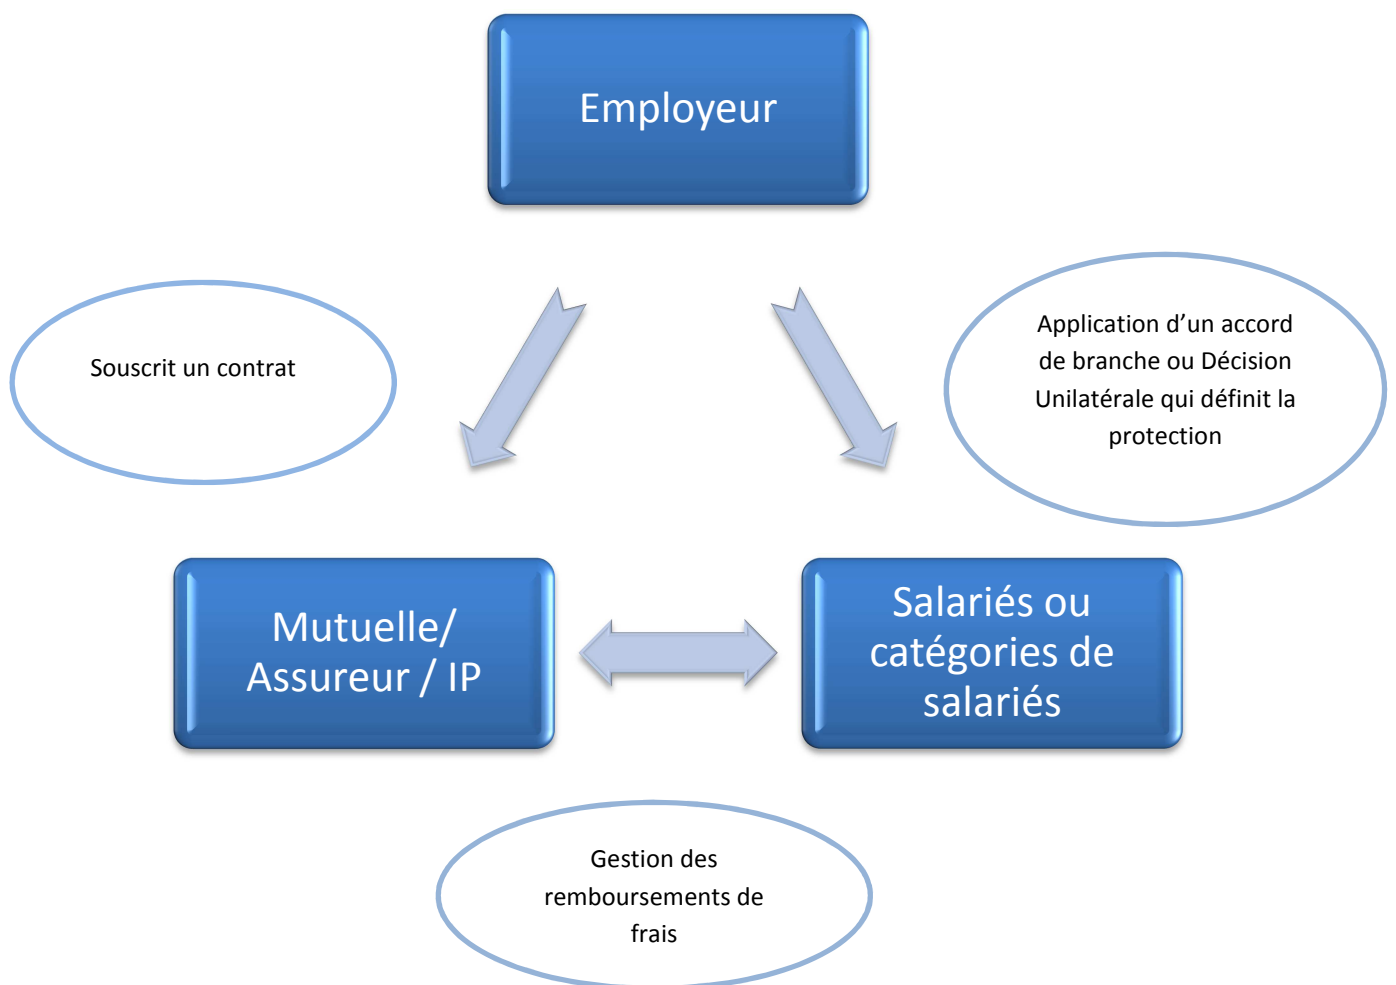 Employeur
Souscrit un contrat
Application d’un accord
de branche ou Décision
Unilatérale qui définit la
protection
Mutuelle/
Assureur / IP
Salariés ou
catégories de
salariés
Gestion des
remboursements de
frais